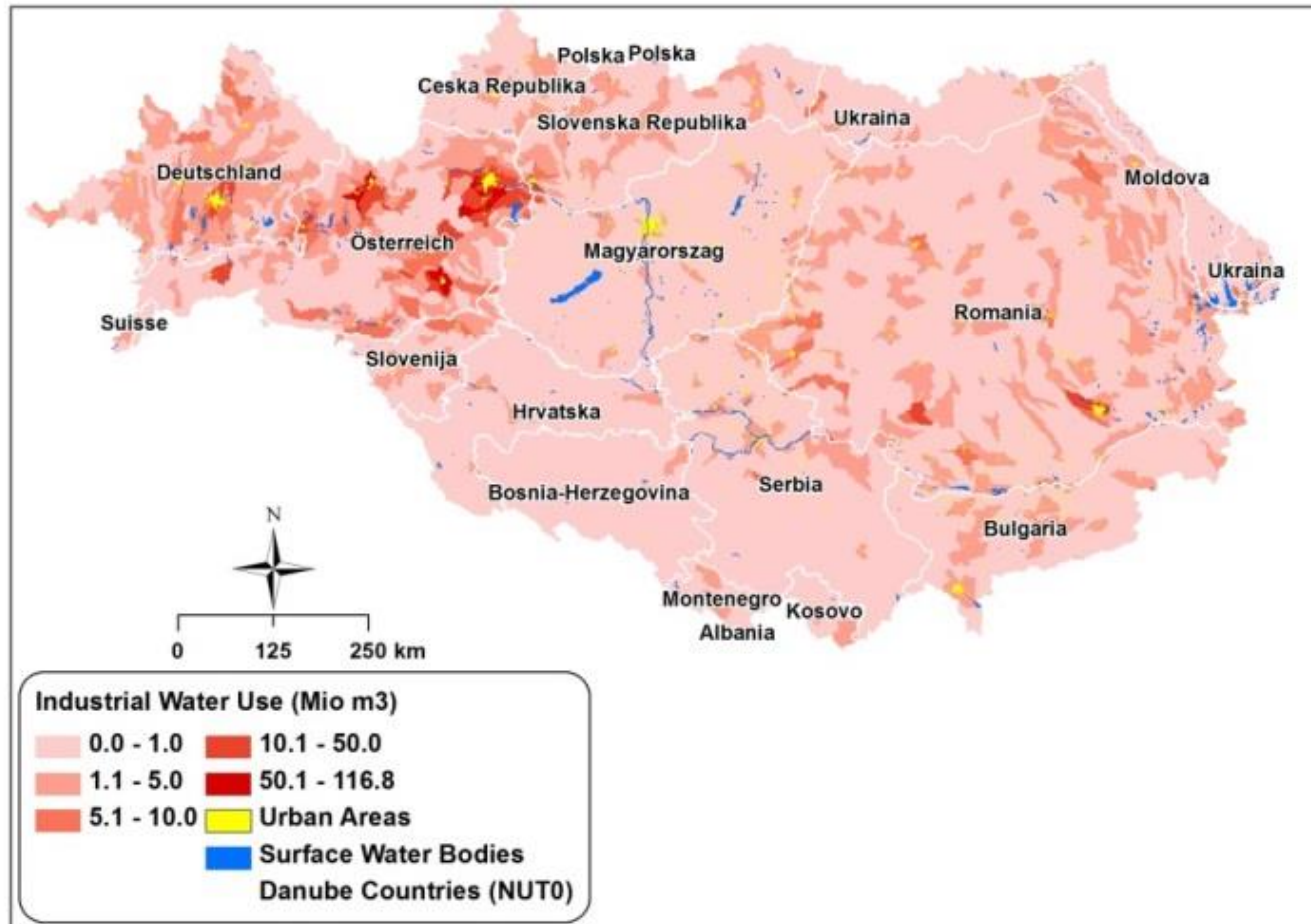 Polska Polska
Ceska Republika
Slovenska Republika
Ukraina
Deutschland
Moldova
Österreich
Magyarorszag
Ukraina
Romania
Suisse
Slovenija
Hrvatska
Bosnia-Herzegovina
Serbia
Bulgaria
N
Montenegro
Kosovo
Albania
0 125 250 km
Industrial Water Use (Mio m3)
0.0 - 1.0 10.1 - 50.0
1.1 - 5.0 50.1 - 116.8
5.1 - 10.0 Urban Areas
Surface Water Bodies
Danube Countries (NUT0)